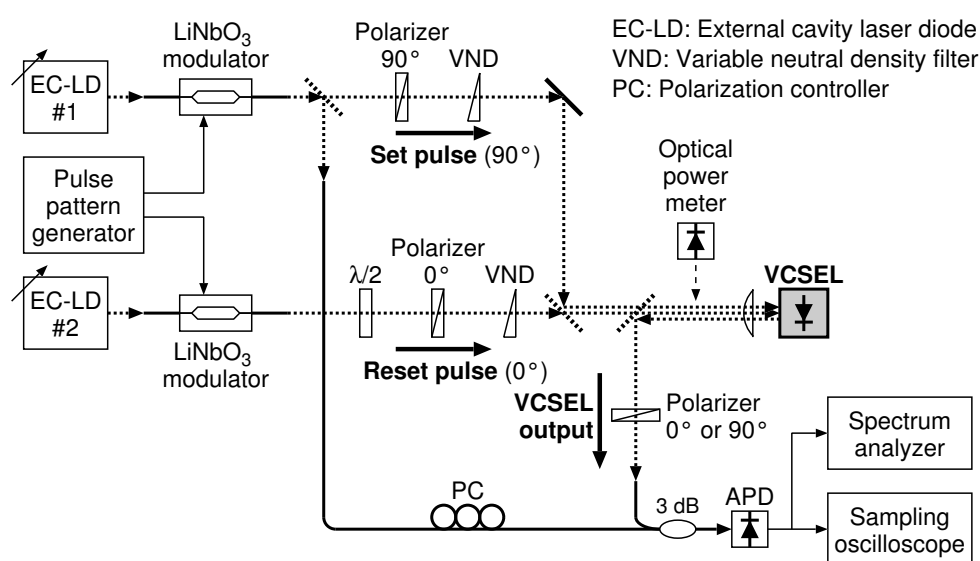 EC-LD: External cavity laser diode
VND: Variable neutral density filter
PC: Polarization controller
LiNbO3
modulator
EC-LD
#1
Polarizer
90°
VND
Set pulse (90°)
Pulse
pattern
generator
Optical
power
meter
EC-LD
#2
LiNbO3
modulator
λ/2
Polarizer
0°
VND
Reset pulse (0°)
VCSEL
VCSEL
output
Polarizer
0° or 90°
Spectrum
analyzer
PC
3 dB
APD
Sampling
oscilloscope